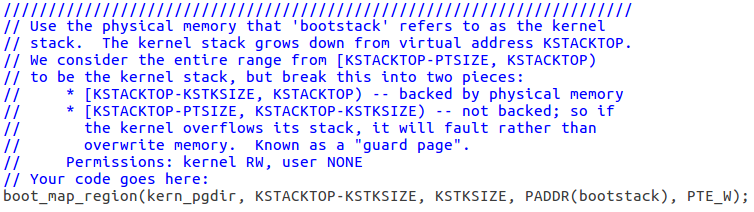 //////////////////////////////////////////////////////////////////////
// Use the physical memory that 'bootstack' refers to as the kernel
// stack.  The kernel stack grows down from virtual address KSTACKTOP.
// We consider the entire range from [KSTACKTOP-PTSIZE, KSTACKTOP)
// to be the kernel stack, but break this into two pieces:
//     * [KSTACKTOP-KSTKSIZE, KSTACKTOP) -- backed by physical memory
//     * [KSTACKTOP-PTSIZE, KSTACKTOP-KSTKSIZE) -- not backed; so if
//       the kernel overflows its stack, it will fault rather than
//       overwrite memory.  Known as a "guard page".
//     Permissions: kernel RW, user NONE
// Your code goes here:
boot_map_region(kern_pgdir, KSTACKTOP-KSTKSIZE, KSTKSIZE, PADDR(bootstack), PTE_W);